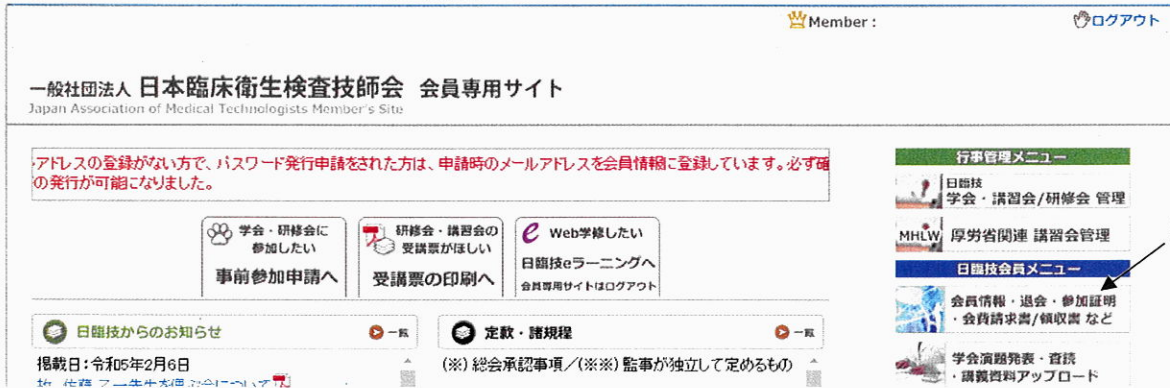 Member :
ログアウト
一般社団法人 日本臨床衛生検査技師会 会員専用サイト
Japan Association of Medical Technologists Member's Site
アドレスの登録がない方で、パスワード発行申請をされた方は、申請時のメールアドレスを会員情報に登録しています。必ず確
の発行が可能になりました。
学会・研修会に
参加したい
事前参加申請へ
研修会・講習会の
受講票がほしい
受講票の印刷へ
e Web学修したい
日臨技eラーニングへ
会員専用サイトはログアウト
日臨技からのお知らせ
一覧
掲載日:令和5年2月6日
定款・諸規程
一覧
(※) 総会承認事項/(※※) 監事が独立して定めるもの
行事管理メニュー
日臨技
学会・講習会/研修会 管理
MHLW 厚労省関連 講習会管理
日臨技会員メニュー
会員情報・退会・参加証明
・会費請求書/領収書 など
学会演題発表・査読
・講義資料アップロード